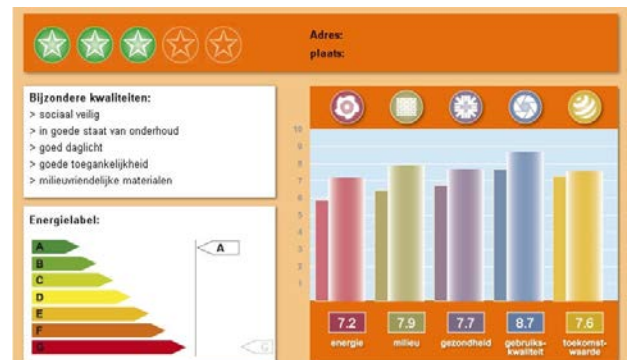 Adres:
plaats:
Bijzondere kwaliteiten:
> sociaal veilig
> in goede staat van onderhoud
> goed daglicht
> goede toegankelijkheid
> milieuvriendelijke materialen
Energielabel:
A
B
C
D
E
F
G
A
G
10
9
8
7
6
5
4
3
2
1
7.2 7.9 7.7 8.7 7.6
energie milieu gezondheid gebruiks- toekomst-
kwaliteit waarde